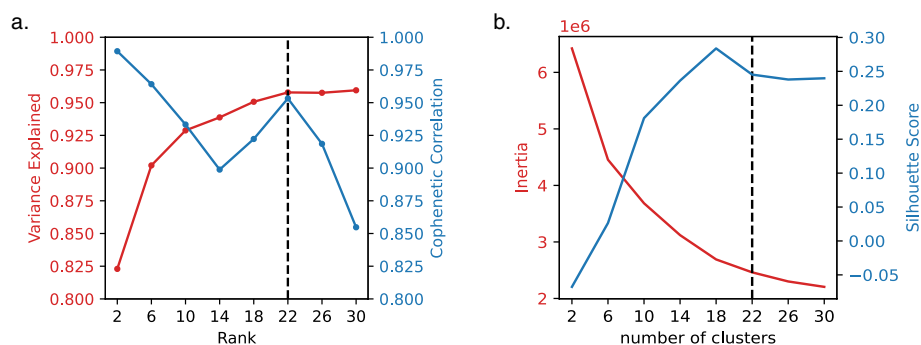 a.
1.000
0.975
0.950
0.925
0.900
0.875
0.850
0.825
0.800
Variance Explained
2 6 10 14 18 22 26 30
Rank
1.000
0.975
0.950
0.925
0.900
0.875
0.850
0.825
0.800
Cophenetic Correlation
b.
1e6
6
5
4
3
2
Inertia
2 6 10 14 18 22 26 30
number of clusters
0.30
0.25
0.20
0.15
0.10
0.05
0.00
−0.05
Silhouette Score